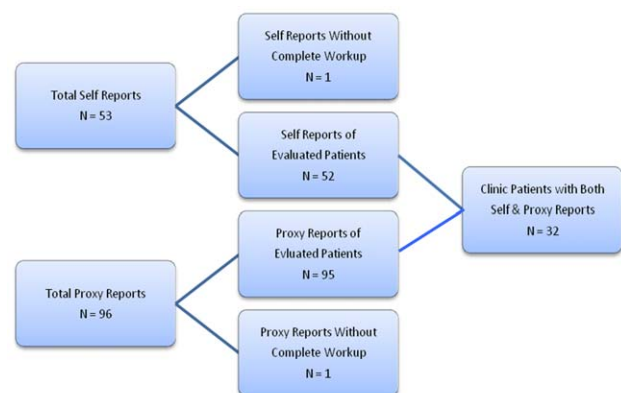 Self Reports Without
Complete Workup
N = 1
Total Self Reports
N = 53
Self Reports of
Evaluated Patients
N = 52
Clinic Patients with Both
Self & Proxy Reports
N = 32
Proxy Reports of
Evluated Patients
N = 95
Total Proxy Reports
N = 96
Proxy Reports Without
Complete Workup
N = 1